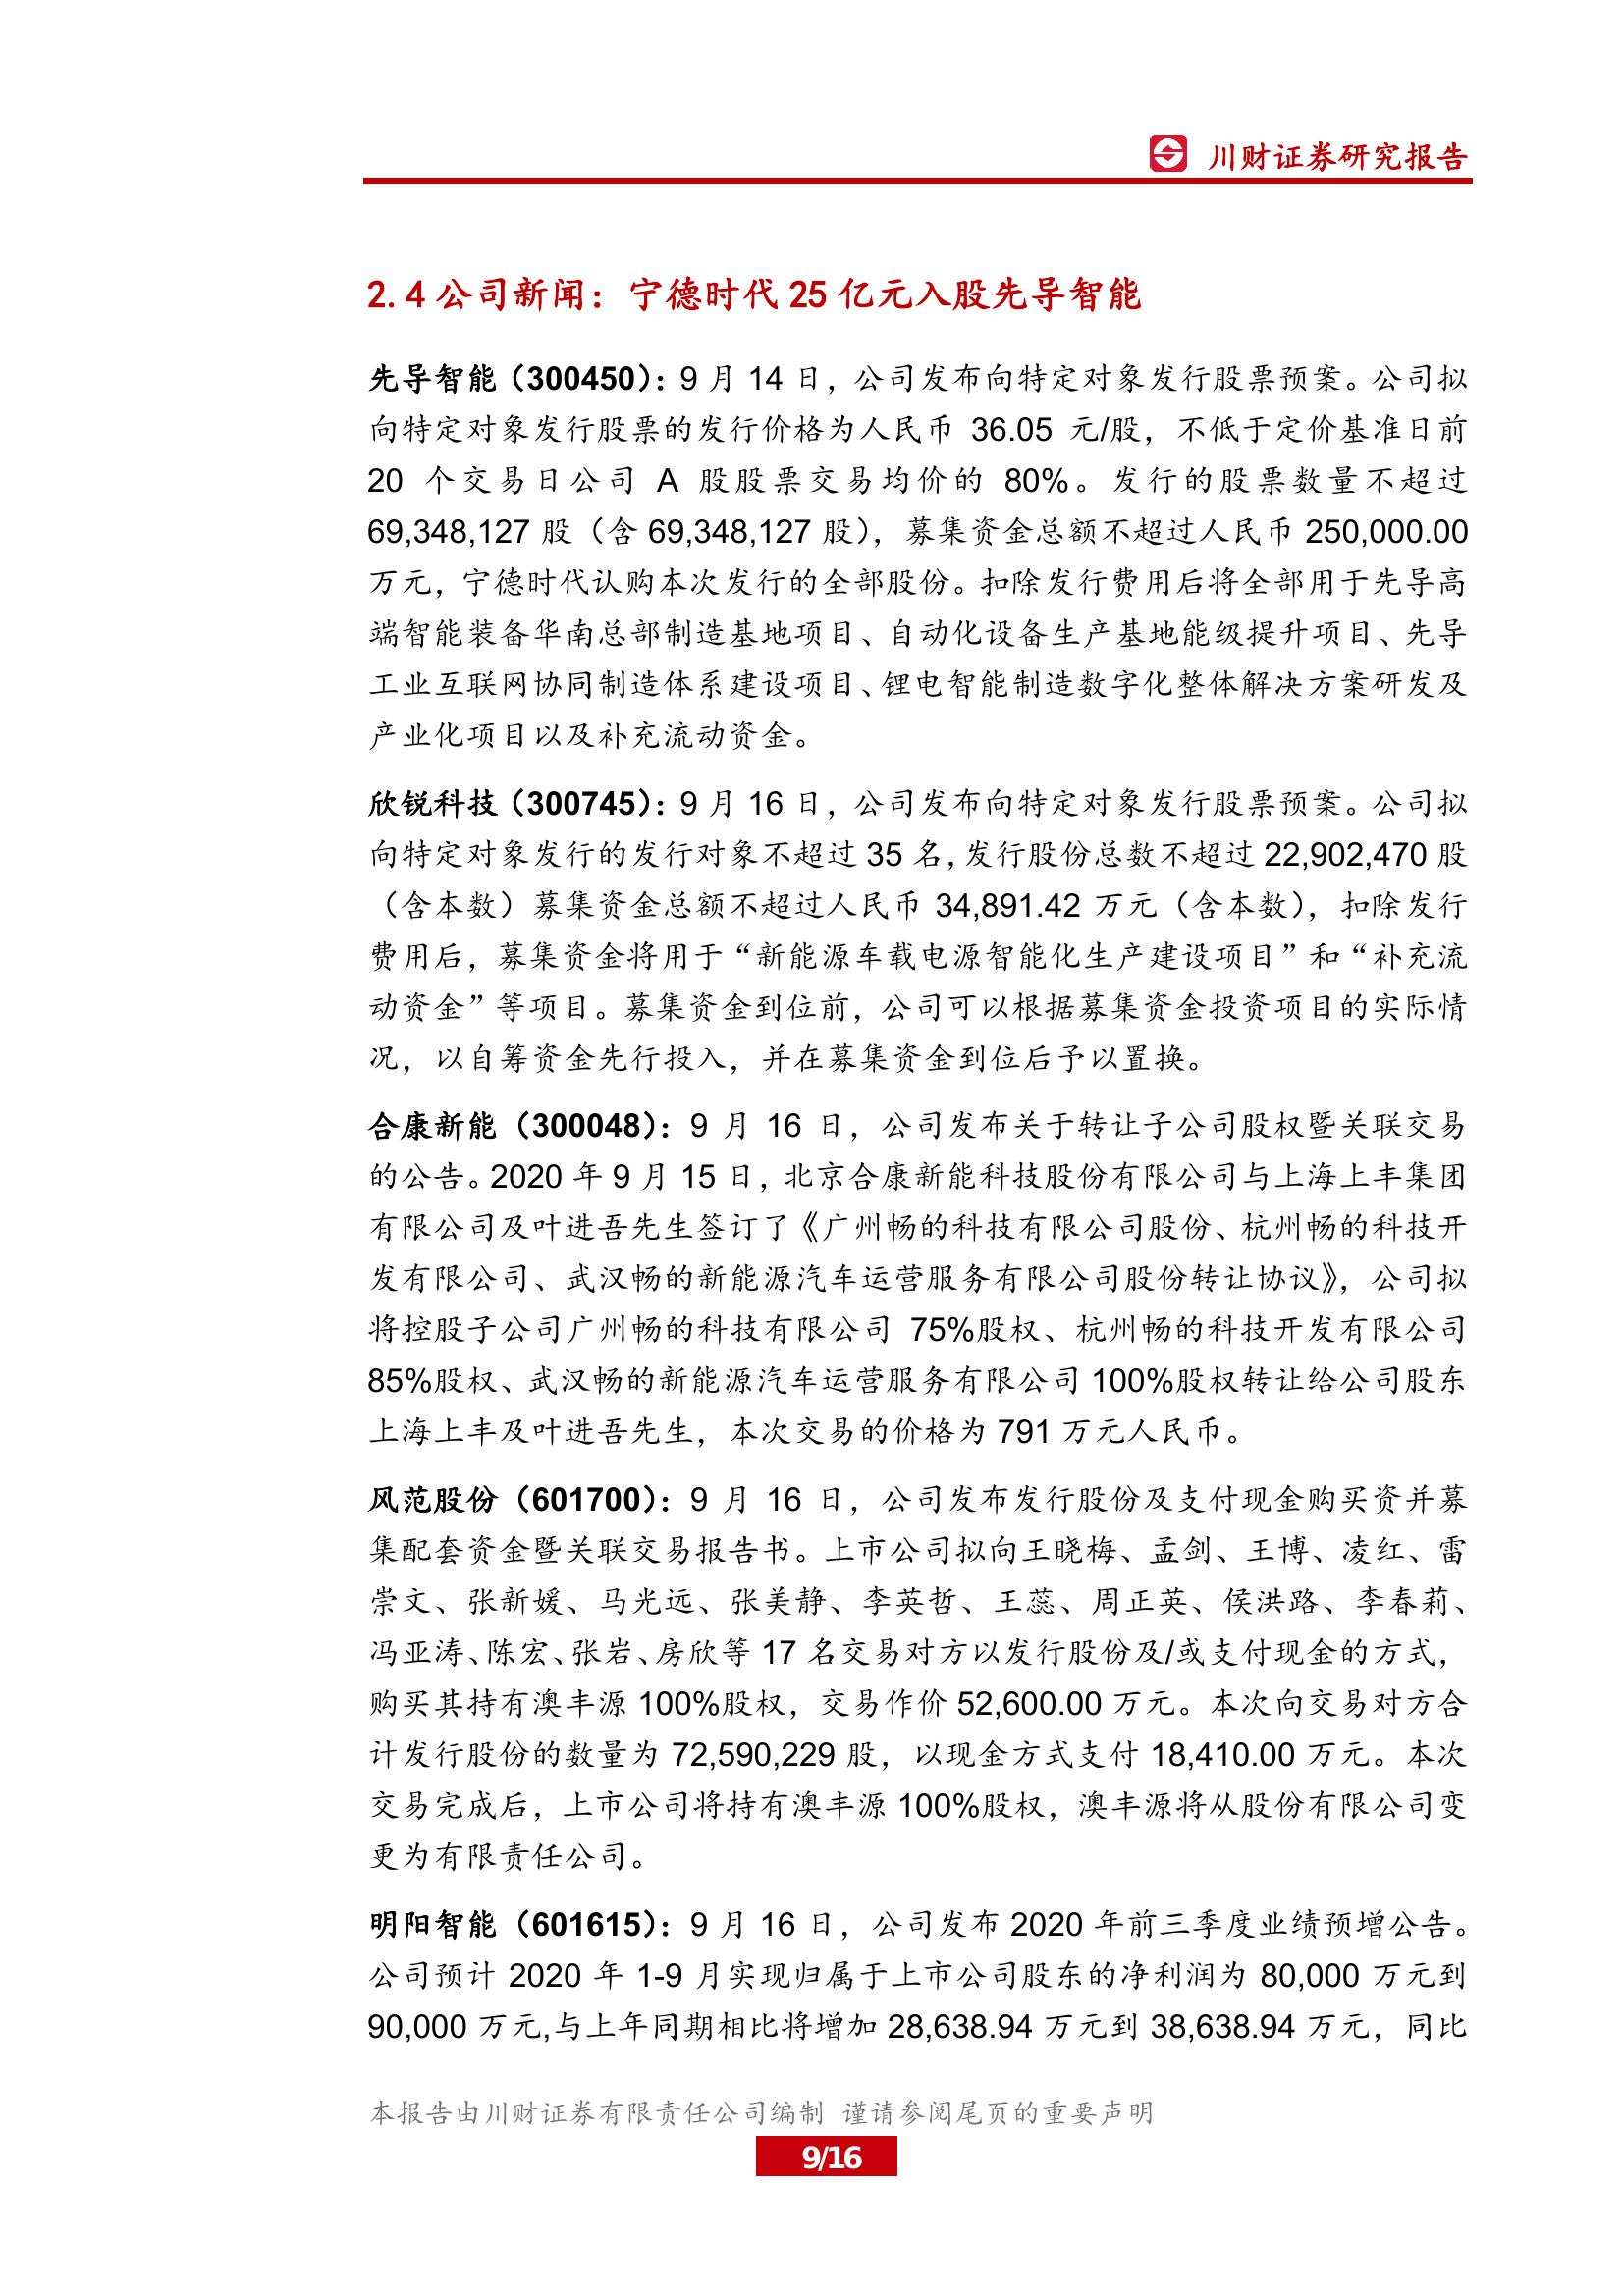 川财证券研究报告
2.4 公司新闻：宁德时代 25 亿元入股先导智能
先导智能（300450）：9 月 14 日，公司发布向特定对象发行股票预案。公司拟
向特定对象发行股票的发行价格为人民币 36.05 元/股，不低于定价基准日前
20 个交易日公司 A 股股票交易均价的 80%。发行的股票数量不超过
69,348,127 股（含 69,348,127 股），募集资金总额不超过人民币 250,000.00
万元，宁德时代认购本次发行的全部股份。扣除发行费用后将全部用于先导高
端智能装备华南总部制造基地项目、自动化设备生产基地能级提升项目、先导
工业互联网协同制造体系建设项目、锂电智能制造数字化整体解决方案研发及
产业化项目以及补充流动资金。
欣锐科技（300745）：9 月 16 日，公司发布向特定对象发行股票预案。公司拟
向特定对象发行的发行对象不超过 35 名，发行股份总数不超过 22,902,470 股
（含本数）募集资金总额不超过人民币 34,891.42 万元（含本数），扣除发行
费用后，募集资金将用于“新能源车载电源智能化生产建设项目”和“补充流
动资金”等项目。募集资金到位前，公司可以根据募集资金投资项目的实际情
况，以自筹资金先行投入，并在募集资金到位后予以置换。
合康新能（300048）：9 月 16 日，公司发布关于转让子公司股权暨关联交易
的公告。2020 年 9 月 15 日，北京合康新能科技股份有限公司与上海上丰集团
有限公司及叶进吾先生签订了《广州畅的科技有限公司股份、杭州畅的科技开
发有限公司、武汉畅的新能源汽车运营服务有限公司股份转让协议》，公司拟
将控股子公司广州畅的科技有限公司 75%股权、杭州畅的科技开发有限公司
85%股权、武汉畅的新能源汽车运营服务有限公司 100%股权转让给公司股东
上海上丰及叶进吾先生，本次交易的价格为 791 万元人民币。
风范股份（601700）：9 月 16 日，公司发布发行股份及支付现金购买资并募
集配套资金暨关联交易报告书。上市公司拟向王晓梅、孟剑、王博、凌红、雷
崇文、张新媛、马光远、张美静、李英哲、王蕊、周正英、侯洪路、李春莉、
冯亚涛、陈宏、张岩、房欣等 17 名交易对方以发行股份及/或支付现金的方式，
购买其持有澳丰源 100%股权，交易作价 52,600.00 万元。本次向交易对方合
计发行股份的数量为 72,590,229 股，以现金方式支付 18,410.00 万元。本次
交易完成后，上市公司将持有澳丰源 100%股权，澳丰源将从股份有限公司变
更为有限责任公司。
明阳智能（601615）：9 月 16 日，公司发布 2020 年前三季度业绩预增公告。
公司预计 2020 年 1-9 月实现归属于上市公司股东的净利润为 80,000 万元到
90,000 万元,与上年同期相比将增加 28,638.94 万元到 38,638.94 万元，同比
本报告由川财证券有限责任公司编制 谨请参阅尾页的重要声明
9/16